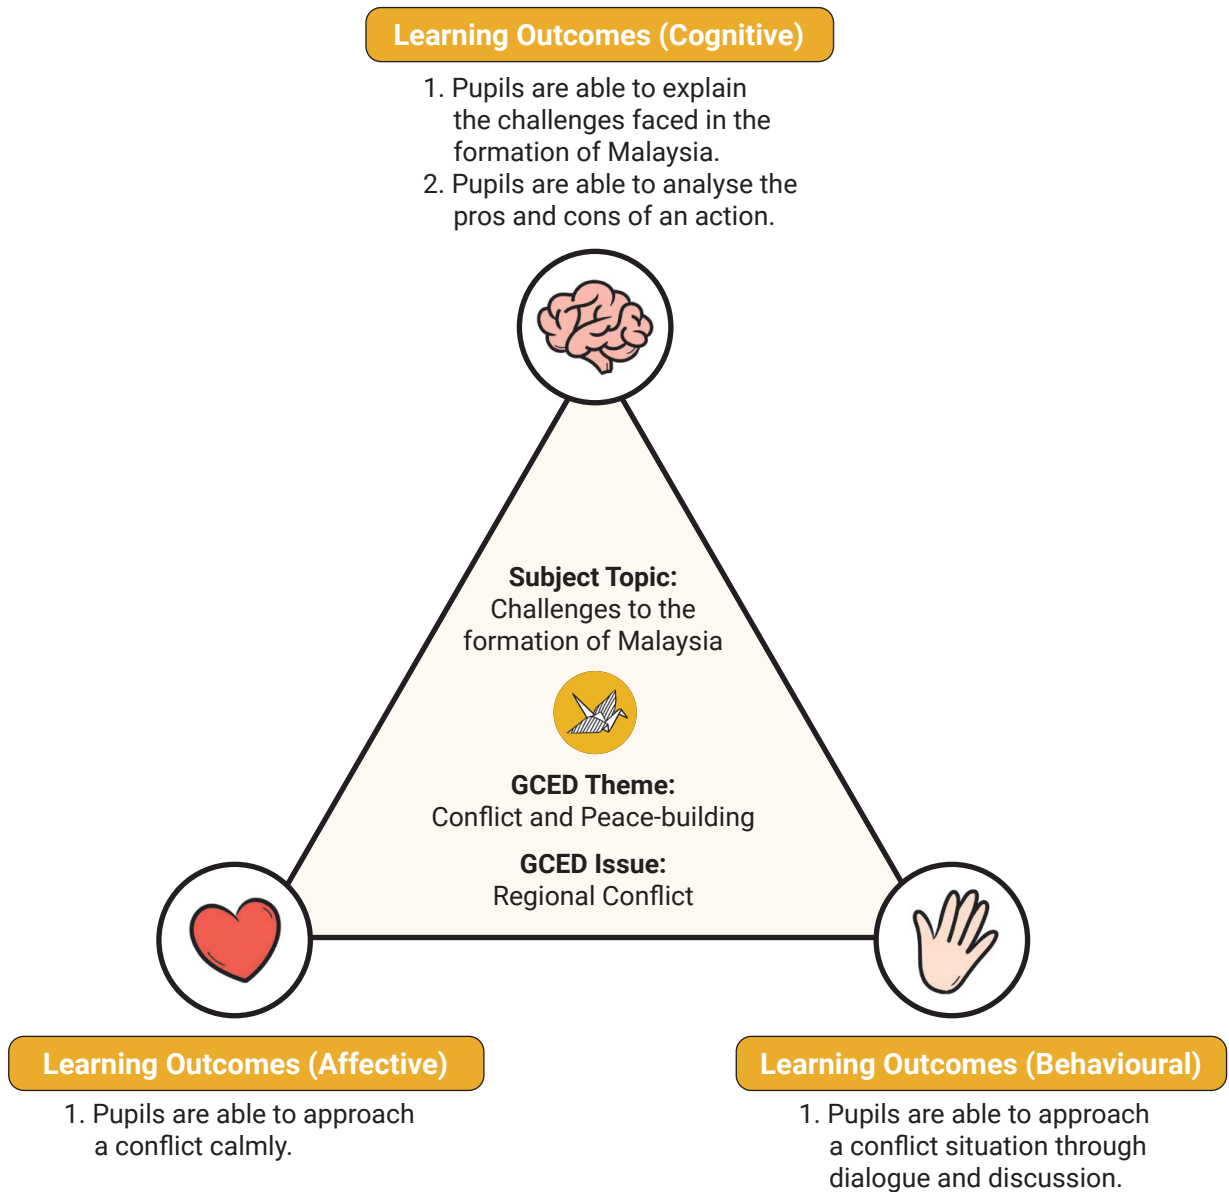 Learning Outcomes (Cognitive)
1. Pupils are able to explain
the challenges faced in the
formation of Malaysia.
2. Pupils are able to analyse the
pros and cons of an action.
Subject Topic:
Challenges to the
formation of Malaysia
GCED Theme:
Conflict and Peace-building
GCED Issue:
Regional Conflict
Learning Outcomes (Affective)
1. Pupils are able to approach
a conflict calmly.
Learning Outcomes (Behavioural)
1. Pupils are able to approach
a conflict situation through
dialogue and discussion.